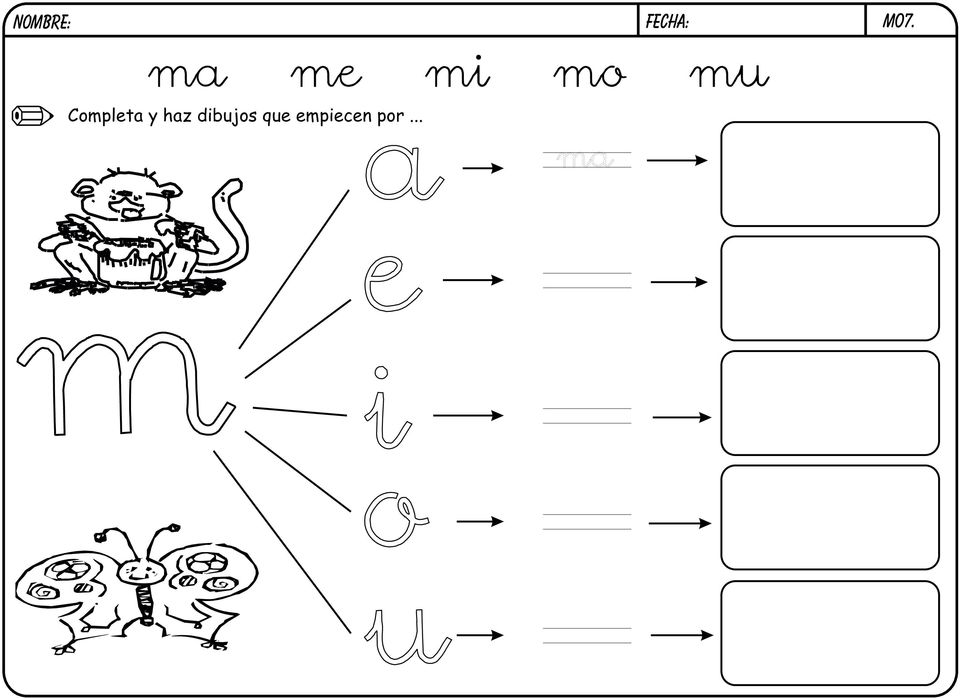 NOMBRE: FECHA: M07.
ma me mi mo mu
Completa y haz dibujos que empiecen por ...
a ma
e
m
i
o
u